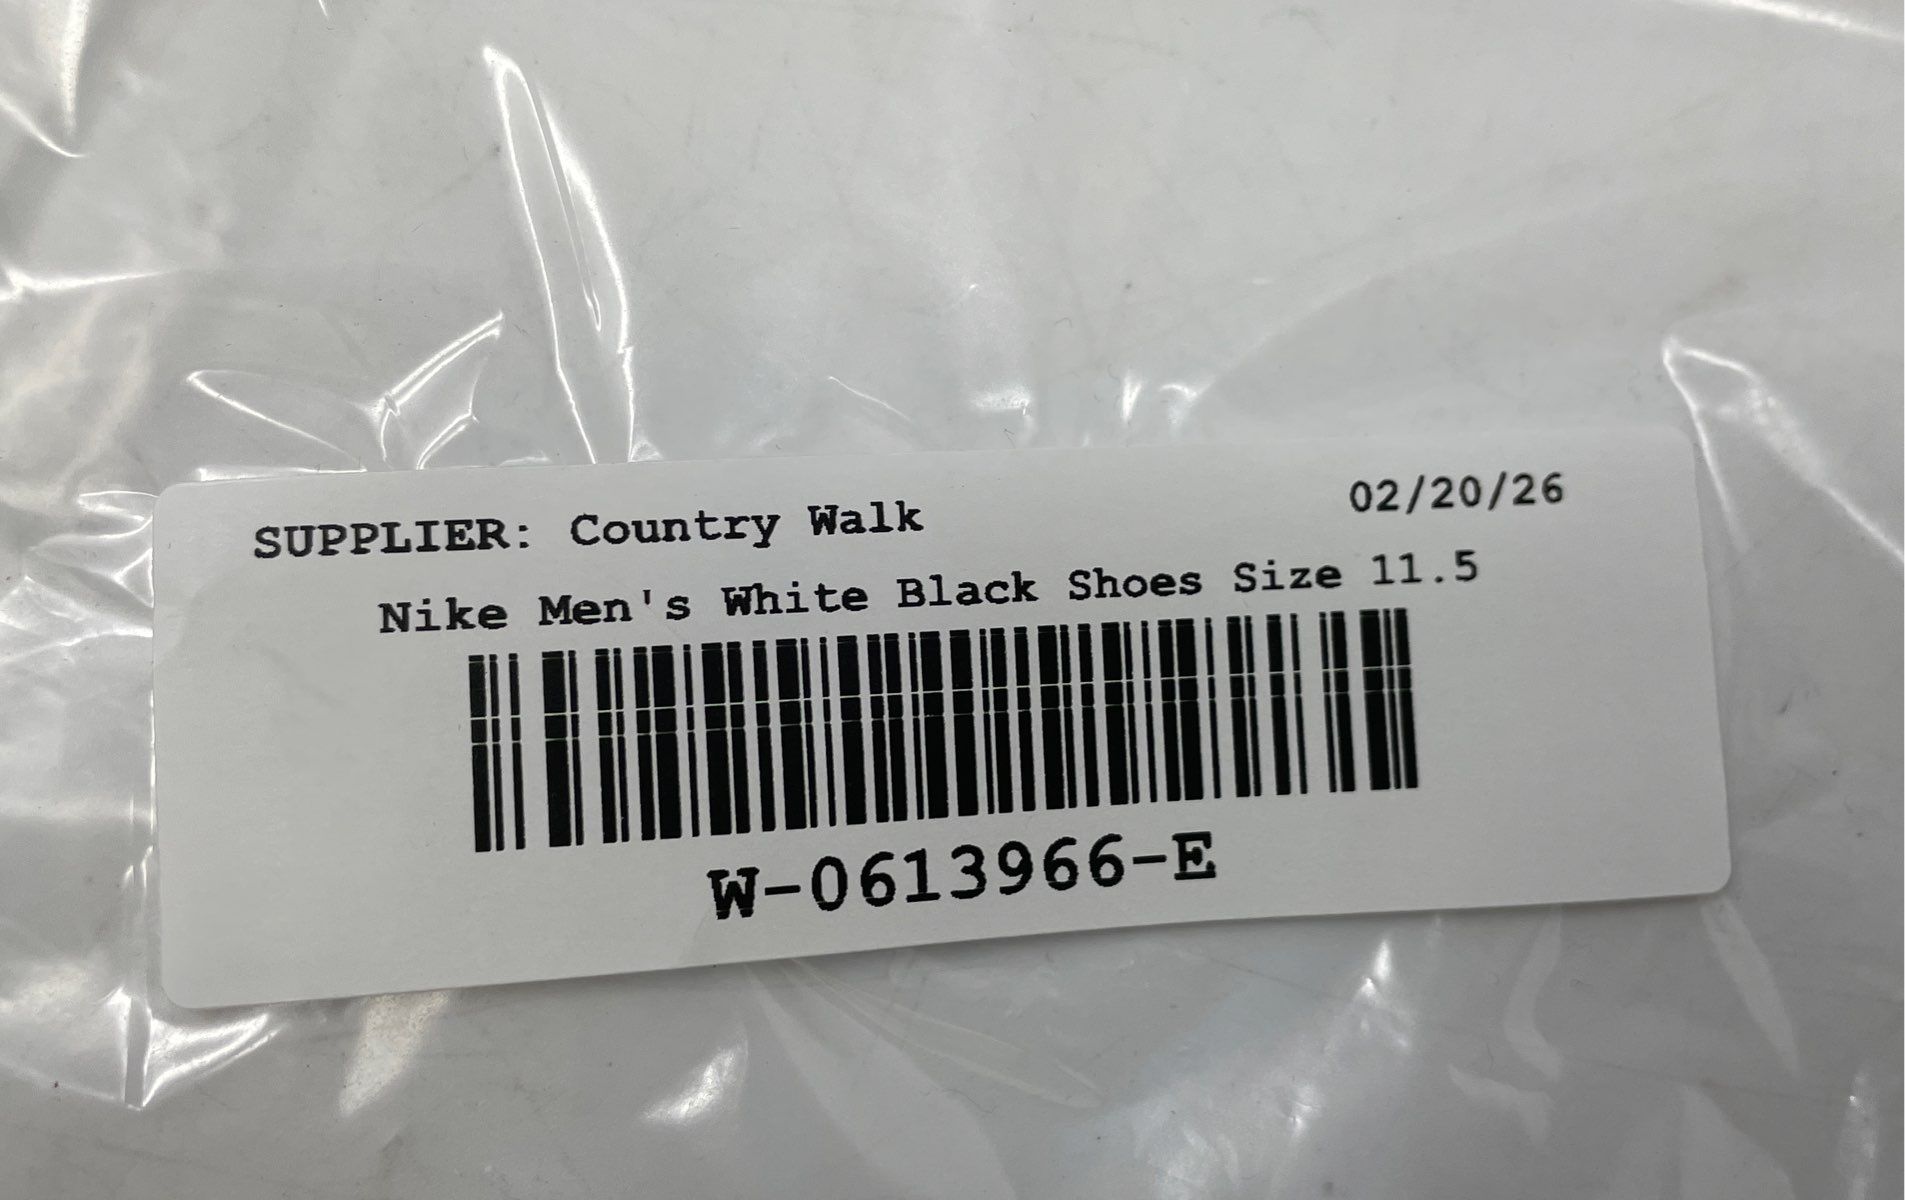 SUPPLIER: Country Walk 02/20/26
Nike Men's White Black Shoes Size 11.5
W-0613966-E